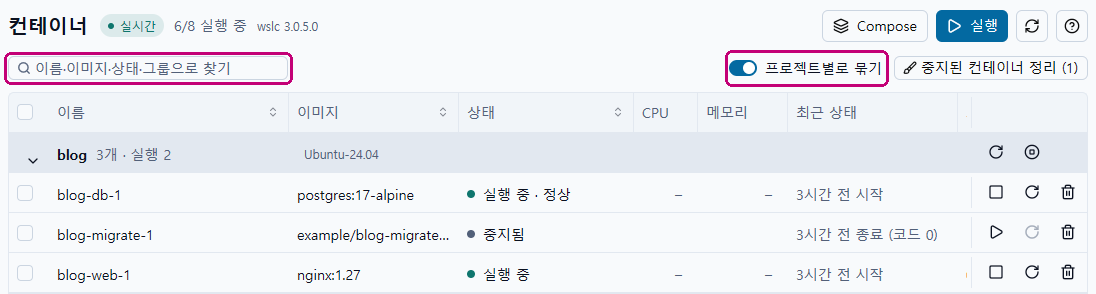 컨테이너 실시간 6/8 실행 중 wslc 3.0.5.0 Compose 실행
이름·이미지·상태·그룹으로 찾기 프로젝트별로 묶기 중지된 컨테이너 정리 (1)
이름 이미지 상태 CPU 메모리 최근 상태
blog 3개 · 실행 2 Ubuntu-24.04
blog-db-1 postgres:17-alpine 실행 중 · 정상 – – 3시간 전 시작
blog-migrate-1 example/blog-migrate... 중지됨 3시간 전 종료 (코드 0)
blog-web-1 nginx:1.27 실행 중 – – 3시간 전 시작